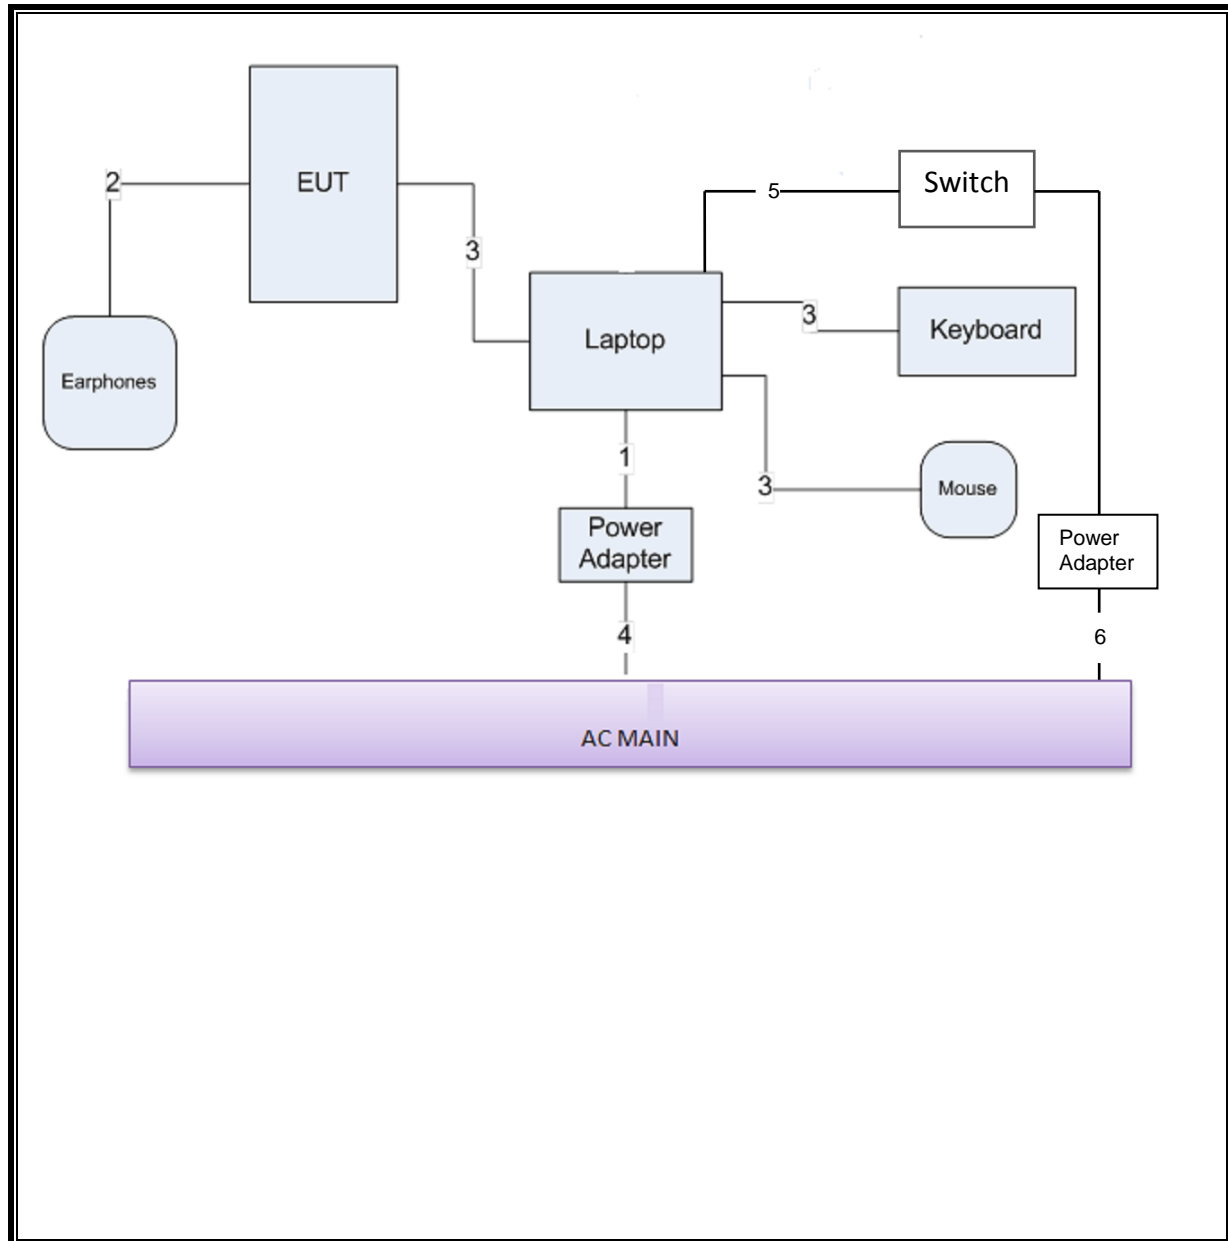 EUT
2
Switch
5
3
Laptop
3
Keyboard
Earphones
1
3
Mouse
Power
Adapter
Power
Adapter
4
6
AC MAIN